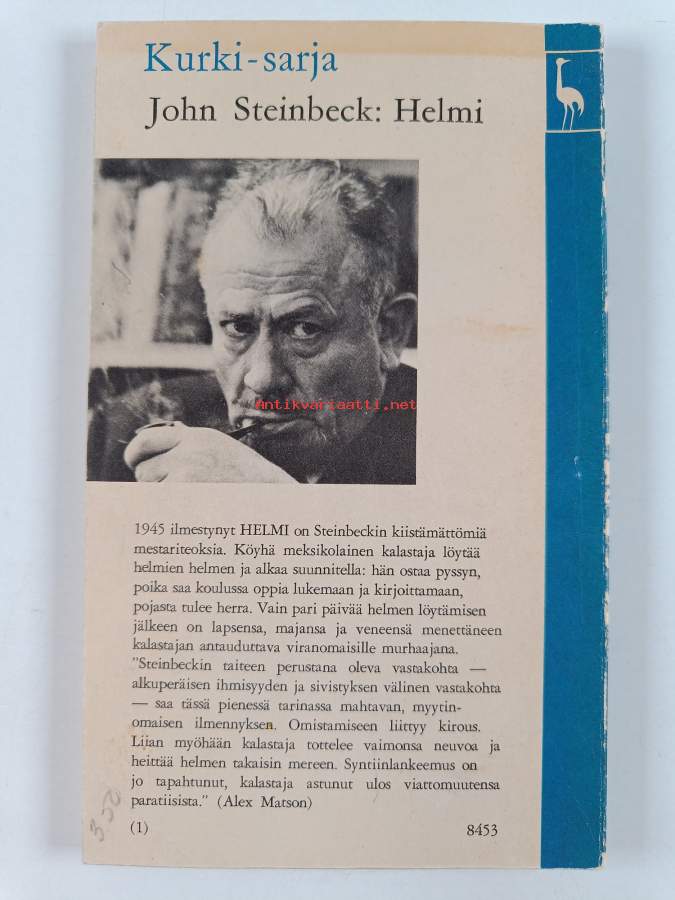 Kurki-sarja
John Steinbeck: Helmi
Antikvariaatti.net
1945 ilmestynyt HELMI on Steinbeckin kiistämättömiä
mestariteoksia. Köyhä meksikolainen kalastaja löytää
helmien helmen ja alkaa suunnitella: hän ostaa pyssyn,
poika saa koulussa oppia lukemaan ja kirjoittamaan,
pojasta tulee herra. Vain pari päivää helmen löytämisen
jälkeen on lapsensa, majansa ja veneensä menettäneen
kalastajan antauduttava viranomaisille murhaajana.
"Steinbeckin taiteen perustana oleva vastakohta —
alkuperäisen ihmisyyden ja sivistyksen välinen vastakohta
— saa tässä pienessä tarinassa mahtavan, myytin-
omaisen ilmennyksen. Omistamiseen liittyy kirous.
Liian myöhään kalastaja tottelee vaimonsa neuvoa ja
heittää helmen takaisin mereen. Syntiinlankeemus on
jo tapahtunut, kalastaja astunut ulos viattomuutensa
paratiisista." (Alex Matson)
(1) 8453